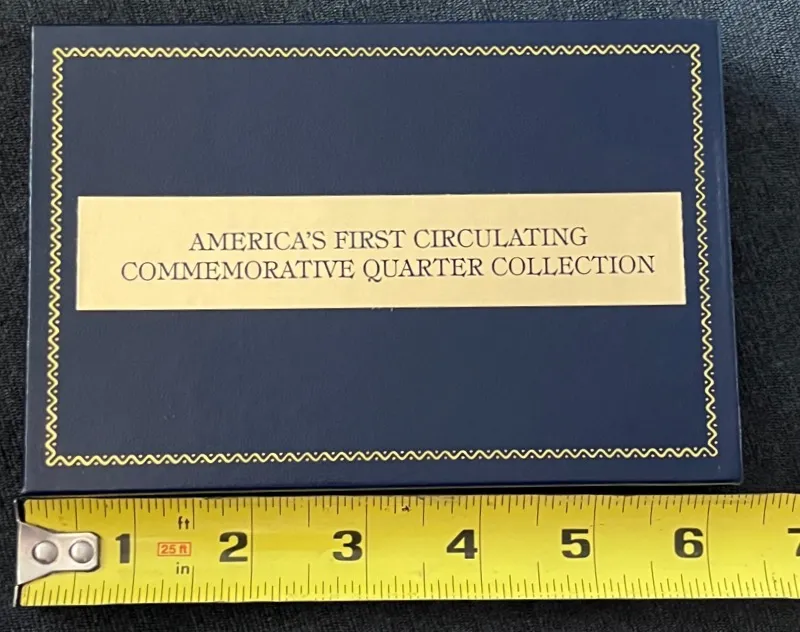 AMERICA'S FIRST CIRCULATING
COMMEMORATIVE QUARTER COLLECTION
ft
1 25 ft 2 3 4 5 6 7
in